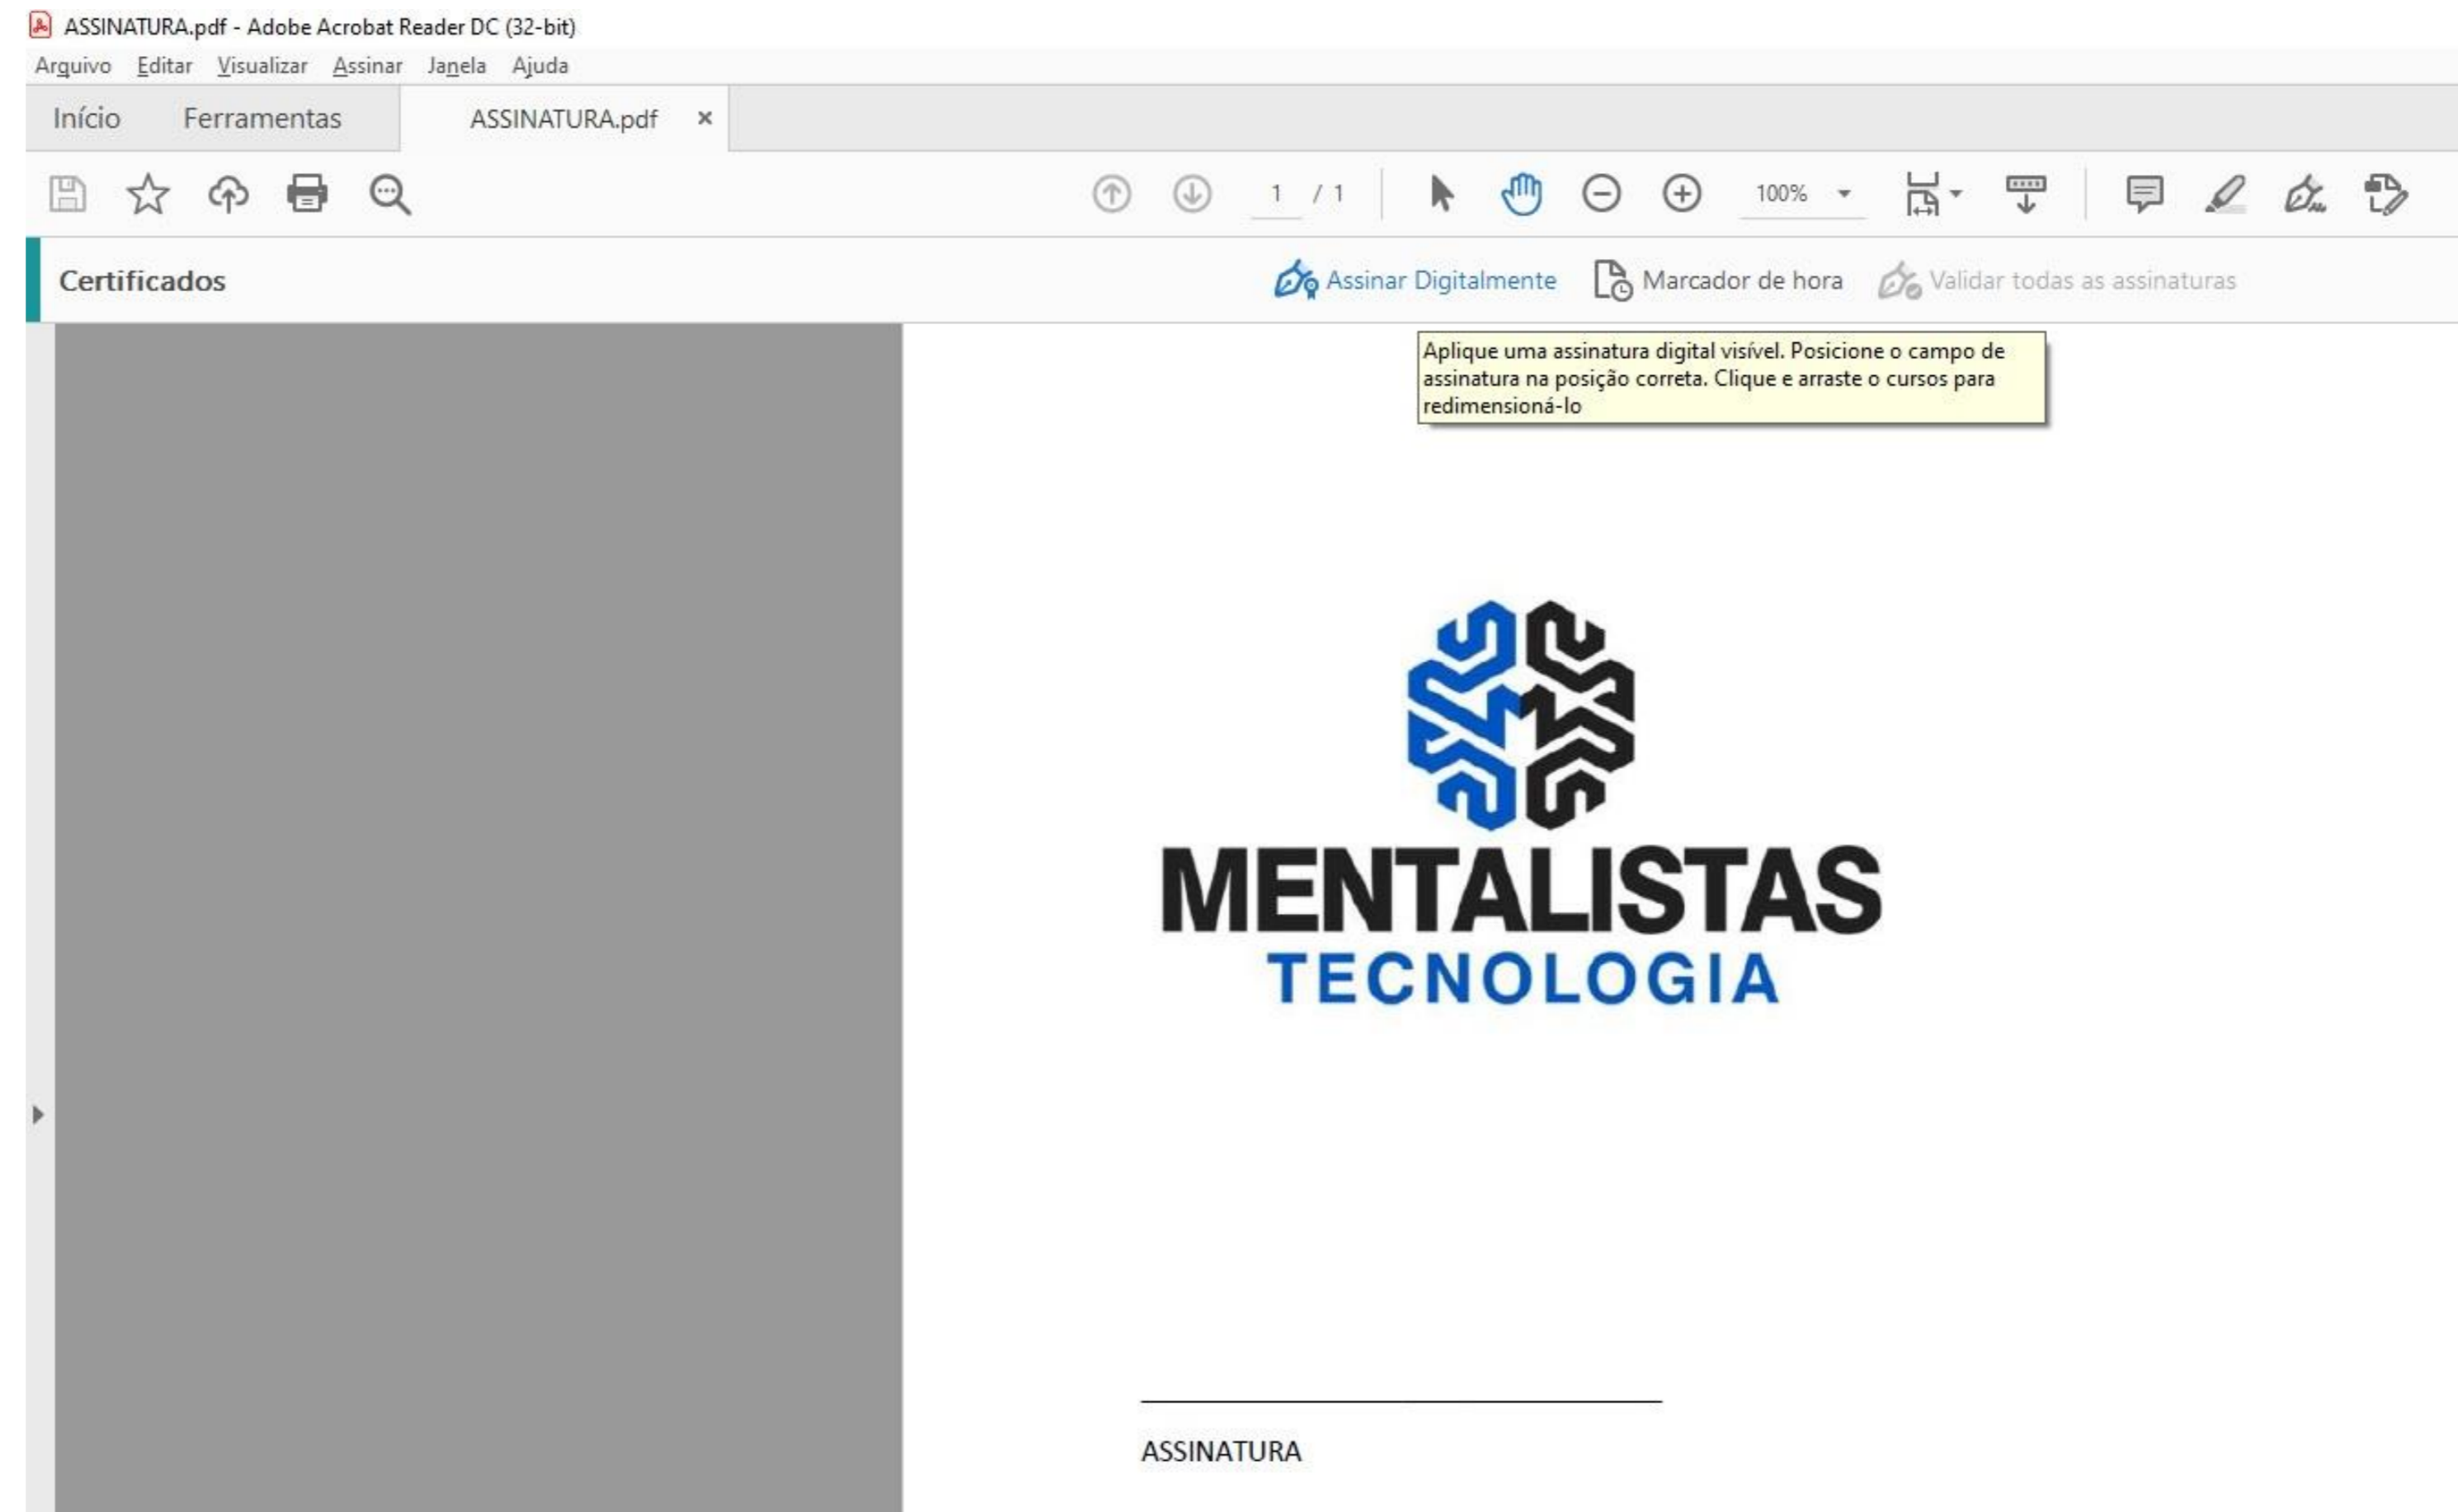 ASSINATURA.pdf - Adobe Acrobat Reader DC (32-bit)
Arquivo Editar Visualizar Assinar Janela Ajuda
Início Ferramentas ASSINATURA.pdf ×
1 / 1 100%
Certificados Assinar Digitalmente Marcador de hora Validar todas as assinaturas
Aplique uma assinatura digital visível. Posicione o campo de
assinatura na posição correta. Clique e arraste o cursos para
redimensioná-lo
MENTALISTAS
TECNOLOGIA
ASSINATURA